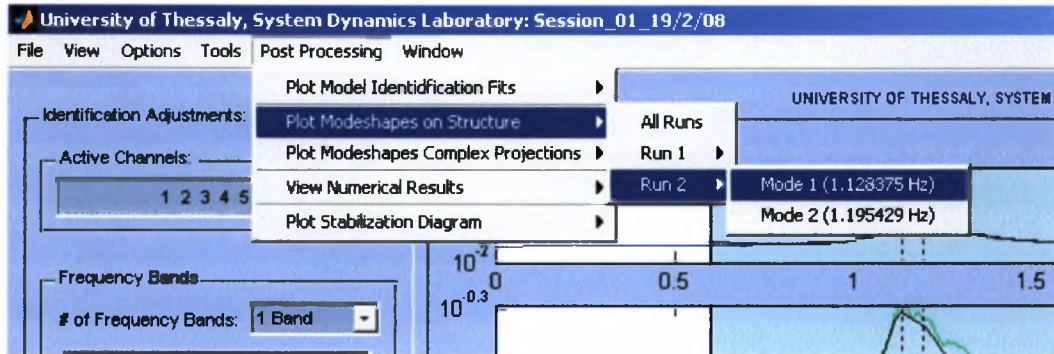 University of Thessaly, System Dynamics Laboratory: Session_01_19/2/08
File View Options Tools Post Processing Window
Plot Model Identidfication Fits
Plot Modeshapes on Structure
Plot Modeshapes Complex Projections
View Numerical Results
Plot Stabilization Diagram
All Runs
Run 1
Run 2
Mode 1 (1.128375 Hz)
Mode 2 (1.195429 Hz)
UNIVERSITY OF THESSALY, SYSTEM
Identification Adjustments:
Active Channels:
1 2 3 4 5
Frequency Bands
# of Frequency Bands: 1 Band
10^-2
0 0.5 1 1.5
10^-0.3